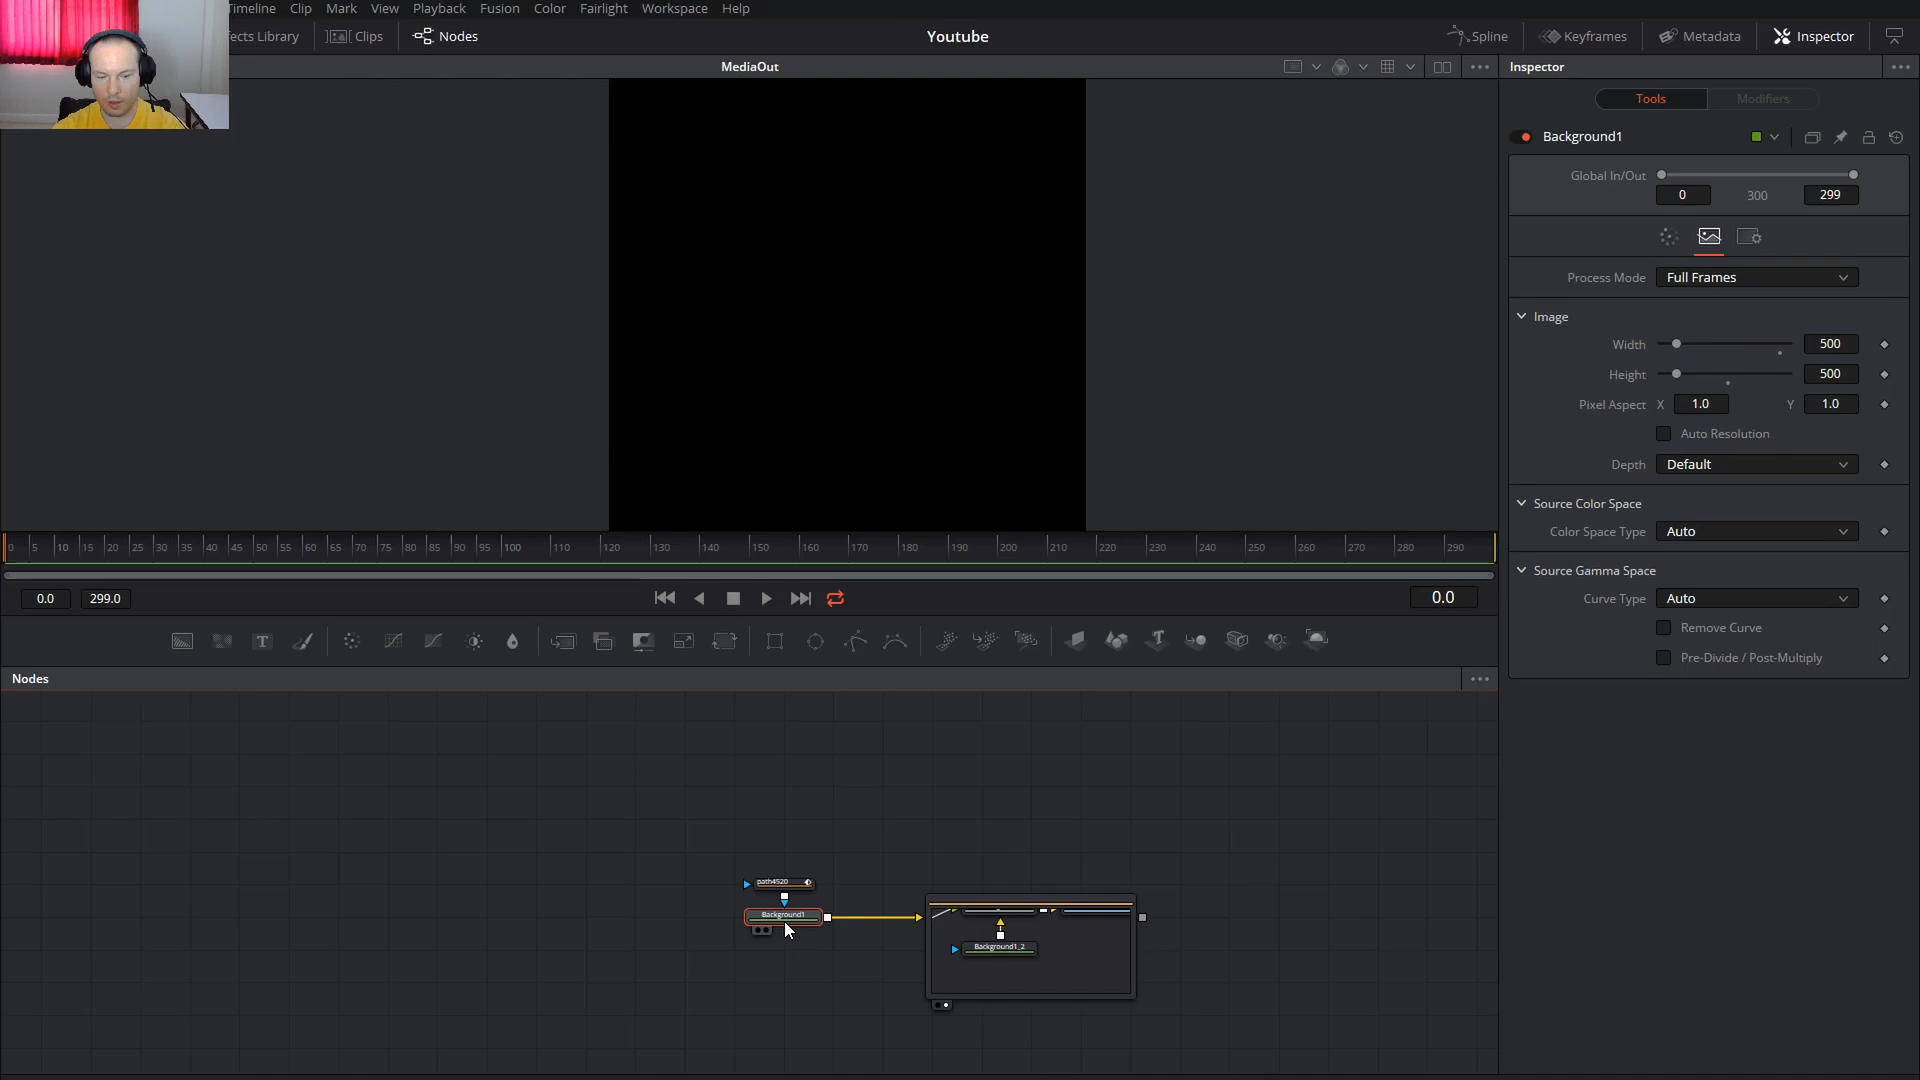 Timeline Clip Mark View Playback Fusion Color Fairlight Workspace Help
fects Library Clips Nodes Youtube Spline Keyframes Metadata Inspector
MediaOut
Inspector
Tools Modifiers
Background1
Global In/Out
0 300 299
Process Mode Full Frames
Image
Width 500
Height 500
Pixel Aspect X 1.0 Y 1.0
Auto Resolution
Depth Default
Source Color Space
Color Space Type Auto
Source Gamma Space
Curve Type Auto
Remove Curve
Pre-Divide / Post-Multiply
0 5 10 15 20 25 30 35 40 45 50 55 60 65 70 75 80 85 90 95 100 110 120 130 140 150 160 170 180 190 200 210 220 230 240 250 260 270 280 290
0.0 299.0 0.0
T
Nodes
path4520
Background1
Background1_2